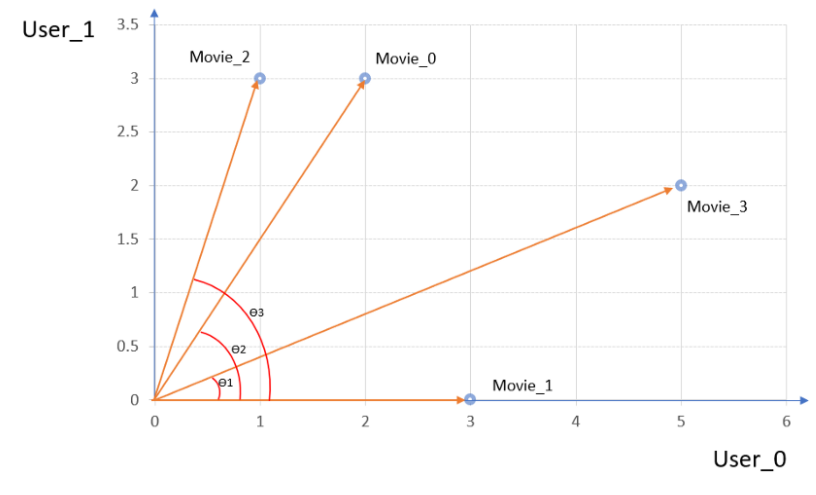 User_1
3.5
Movie_2
Movie_0
3
2.5
2
Movie_3
1.5
1
ϴ3
0.5
ϴ2
ϴ1
Movie_1
0
0 1 2 3 4 5 6
User_0